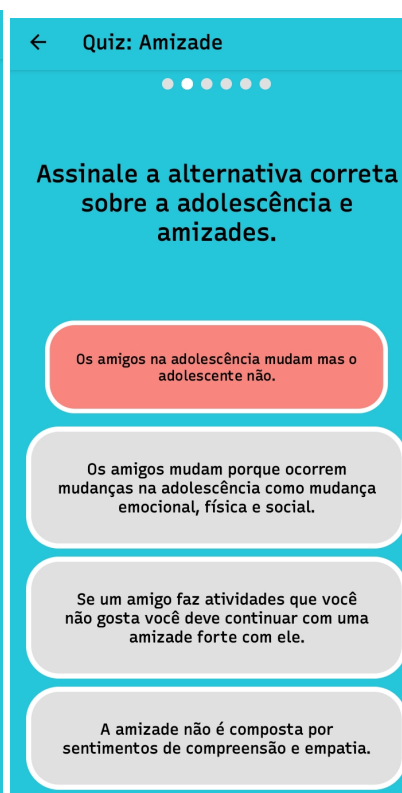 Quiz: Amizade
Assinale a alternativa correta
sobre a adolescência e
amizades.
Os amigos na adolescência mudam mas o
adolescente não.
Os amigos mudam porque ocorrem
mudanças na adolescência como mudança
emocional, física e social.
Se um amigo faz atividades que você
não gosta você deve continuar com uma
amizade forte com ele.
A amizade não é composta por
sentimentos de compreensão e empatia.